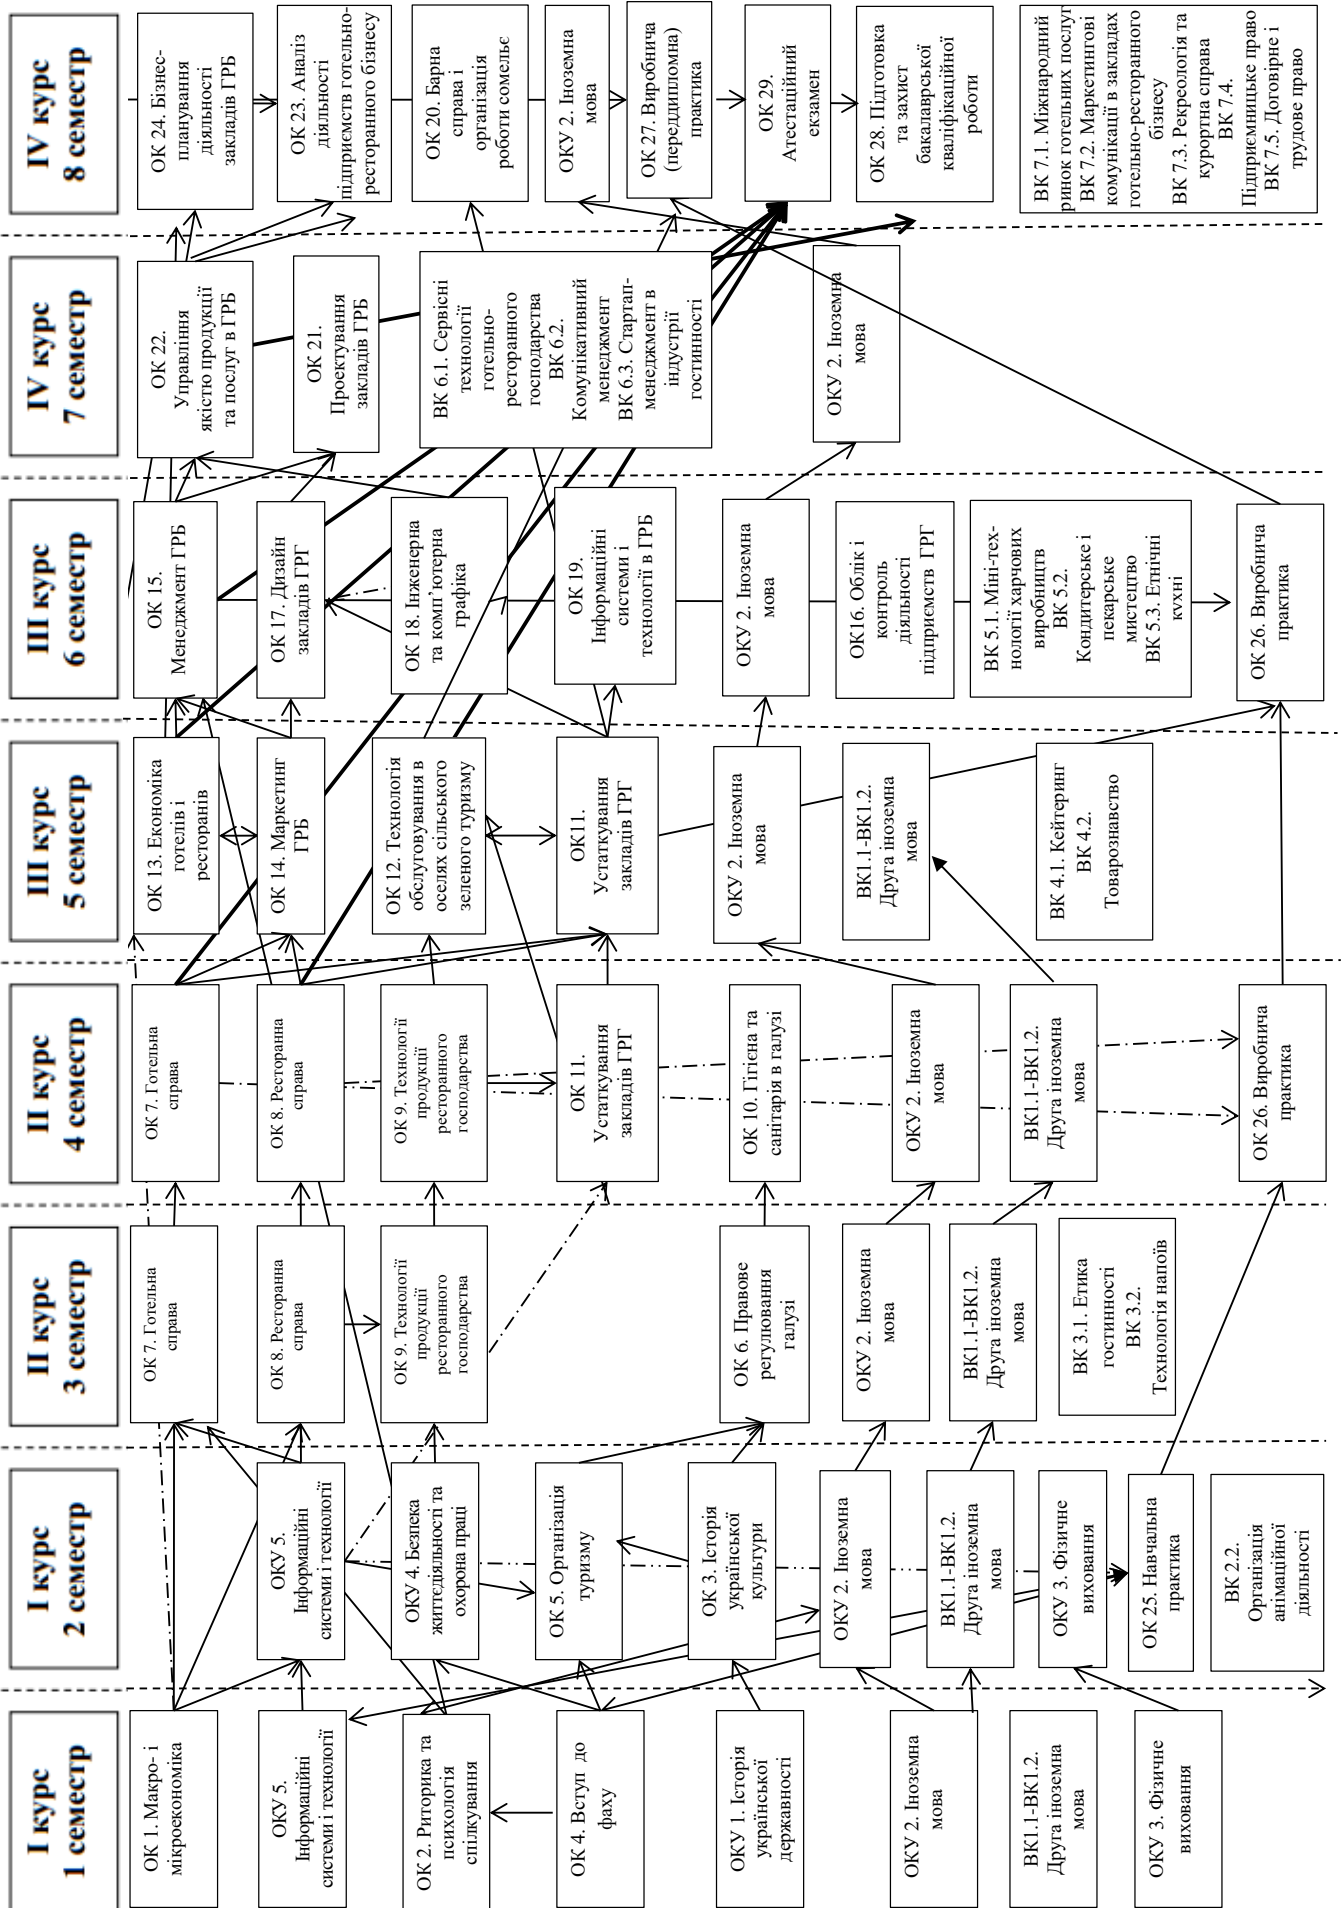 І курс
1 семестр
ОК 1. Макро- і
мікроекономіка
ОКУ 5.
Інформаційні
системи і технології
ОК 2. Риторика та
психологія
спілкування
ОК 4. Вступ до
фаху
ОКУ 1. Історія
української
державності
ОКУ 2. Іноземна
мова
ВК1.1-ВК1.2.
Друга іноземна
мова
ОКУ 3. Фізичне
виховання
І курс
2 семестр
ОКУ 5.
Інформаційні
системи і технології
ОКУ 4. Безпека
життєдіяльності та
охорона праці
ОК 5. Організація
туризму
ОК 3. Історія
української
культури
ОКУ 2. Іноземна
мова
ВК1.1-ВК1.2.
Друга іноземна
мова
ОКУ 3. Фізичне
виховання
ОК 25. Навчальна
практика
ВК 2.2.
Організація
анімаційної
діяльності
ІІ курс
3 семестр
ОК 7. Готельна
справа
ОК 8. Ресторанна
справа
ОК 9. Технології
продукції
ресторанного
господарства
ОК 6. Правове
регулювання
галузі
ОКУ 2. Іноземна
мова
ВК1.1-ВК1.2.
Друга іноземна
мова
ВК 3.1 . Етика
гостинності
ВК 3.2.
Технологія напоїв
ІІ курс
4 семестр
ОК 7. Готельна
справа
ОК 8. Ресторанна
справа
ОК 9. Технології
продукції
ресторанного
господарства
ОК 11.
Устаткування
закладів ГРГ
ОК 10. Гігієна та
санітарія в галузі
ОКУ 2. Іноземна
мова
ВК1.1-ВК1.2.
Друга іноземна
мова
ОК 26. Виробнича
практика
ІІІ курс
5 семестр
ОК 13. Економіка
готелів і
ресторанів
ОК 14. Маркетинг
ГРБ
ОК 12. Технологія
обслуговування в
оселях сільського
зеленого туризму
ОК11.
Устаткування
закладів ГРГ
ОКУ 2. Іноземна
мова
ВК1.1-ВК1.2.
Друга іноземна
мова
ВК 4.1. Кейтеринг
ВК 4.2.
Товарознавство
ІІІ курс
6 семестр
ОК 15.
Менеджмент ГРБ
ОК 17. Дизайн
закладів ГРГ
ОК 18. Інженерна
та комп’ютерна
графіка
ОК 19.
Інформаційні
системи і
технології в ГРБ
ОКУ 2. Іноземна
мова
ОК16. Облік і
контроль
діяльності
підприємств ГРГ
ВК 5.1. Міні-тех-
нології харчових
виробництв
ВК 5.2.
Кондитерське і
пекарське
мистецтво
ВК 5.3. Етнічні
кухні
ОК 26. Виробнича
практика
ІV курс
7 семестр
ОК 22.
Управління
якістю продукції
та послуг в ГРБ
ОК 21.
Проектування
закладів ГРБ
ВК 6.1. Сервісні
технології
готельно-
ресторанного
господарства
ВК 6.2.
Комунікативний
менеджмент
ВК 6.3. Стартап-
менеджмент в
індустрії
гостинності
ОКУ 2. Іноземна
мова
ІV курс
8 семестр
ОК 24. Бізнес-
планування
діяльності
закладів ГРБ
ОК 23. Аналіз
діяльності
підприємств готельно-
ресторанного бізнесу
ОК 20. Барна
справа і
організація
роботи сомельє
ОКУ 2. Іноземна
мова
ОК 27. Виробнича
(переддипломна)
практика
ОК 29.
Атестаційний
екзамен
ОК 28. Підготовка
та захист
бакалаврської
кваліфікаційної
роботи
ВК 7.1. Міжнародний
ринок готельних послуг
ВК 7.2. Маркетингові
комунікації в закладах
готельно-ресторанного
бізнесу
ВК 7.3. Рекреологія та
курортна справа
ВК 7.4.
Підприємницьке право
ВК 7.5. Договірне і
трудове право